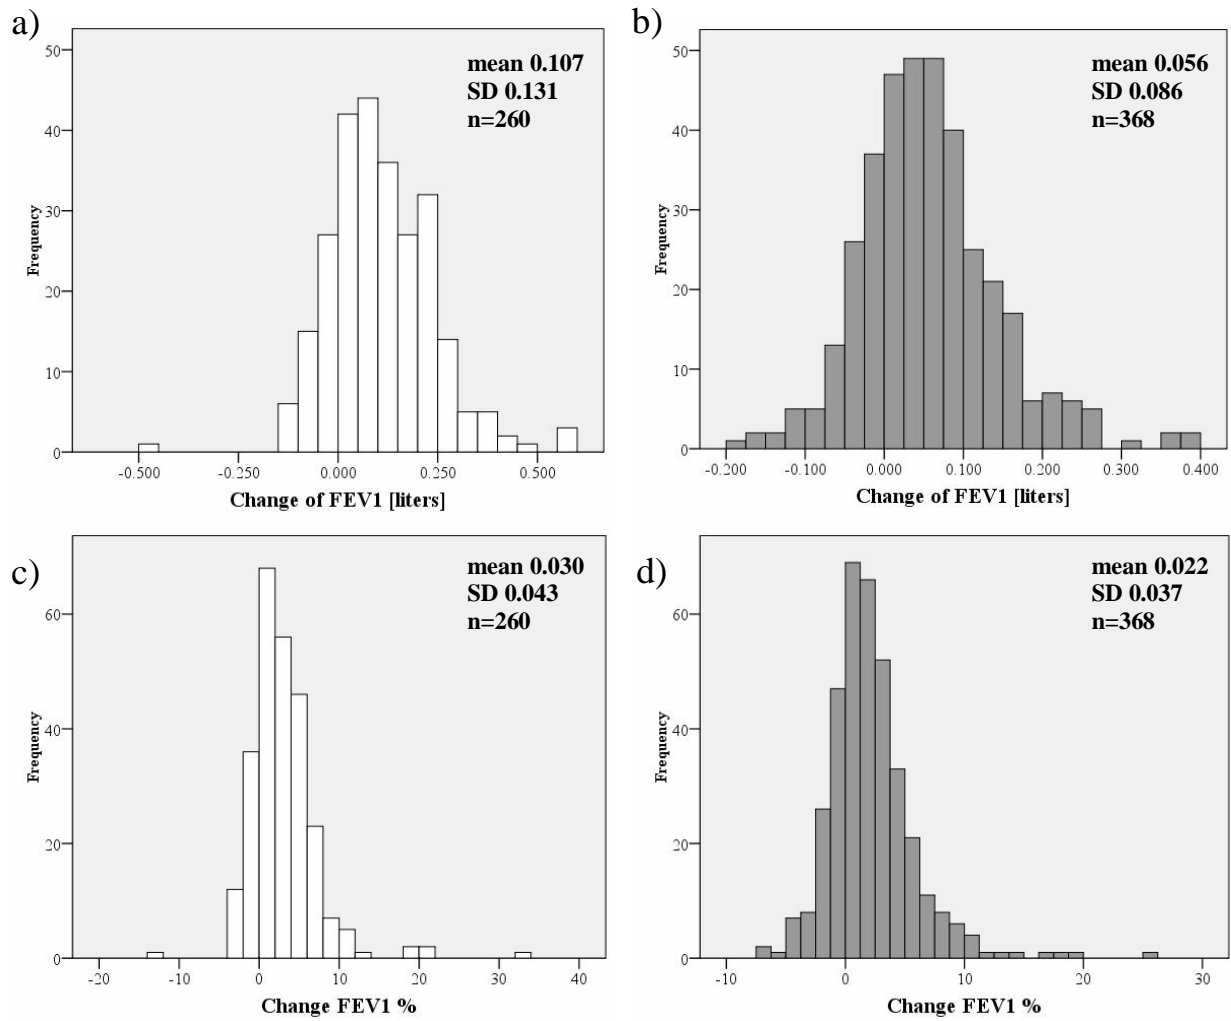 a)
mean 0.107
SD 0.131
n=260
50
40
30
20
10
0
Frequency
-0.500
-0.250
0.000
0.250
0.500
Change of FEV1 [liters]
b)
mean 0.056
SD 0.086
n=368
50
40
30
20
10
0
Frequency
-0.200
-0.100
0.000
0.100
0.200
0.300
0.400
Change of FEV1 [liters]
c)
mean 0.030
SD 0.043
n=260
60
40
20
0
Frequency
-20
-10
0
10
20
30
40
Change FEV1 %
d)
mean 0.022
SD 0.037
n=368
60
40
20
0
Frequency
-10
0
10
20
30
Change FEV1 %